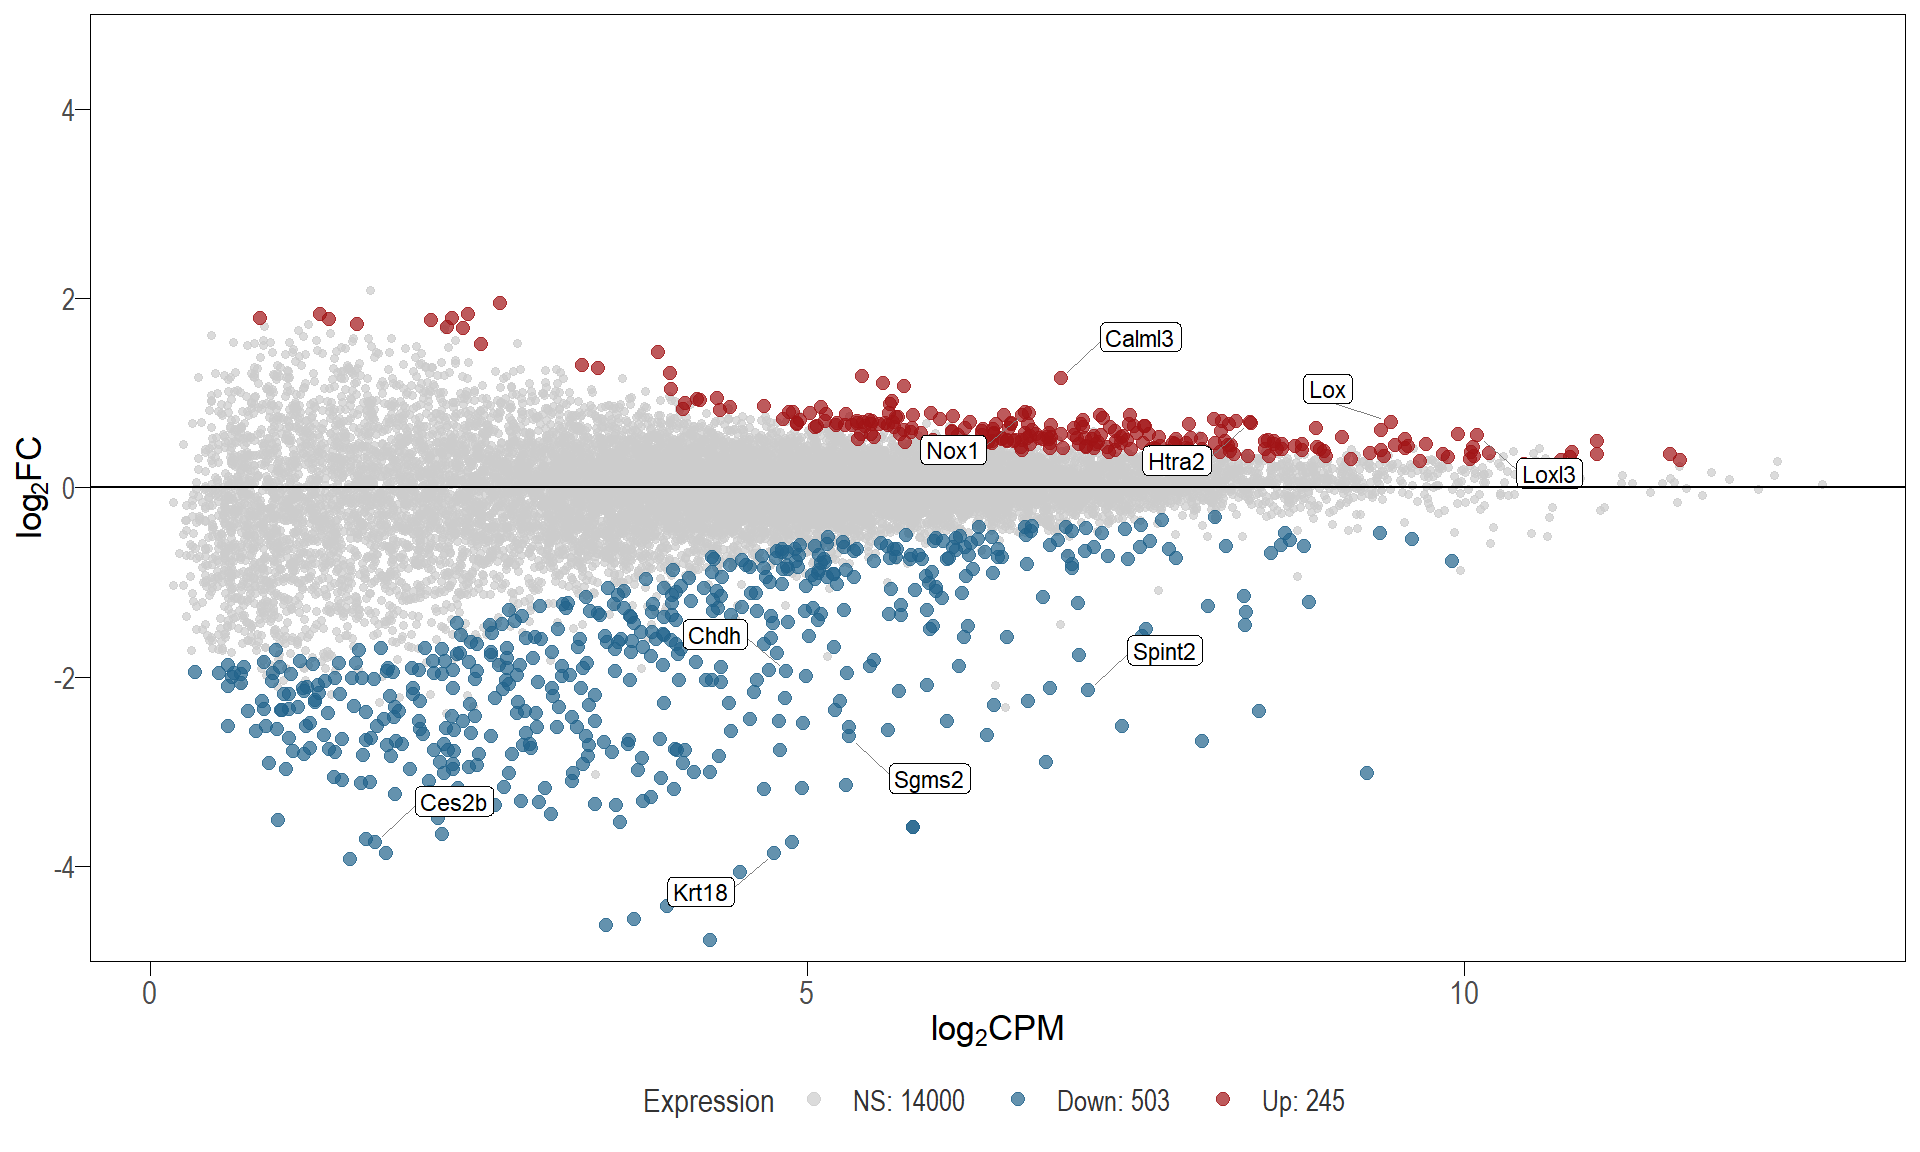 4
2
0
-2
-4
log₂FC
Calml3
Lox
Nox1
Htra2
Loxl3
Chdh
Spint2
Sgms2
Ces2b
Krt18
0
5
10
log₂CPM
Expression NS: 14000 Down: 503 Up: 245